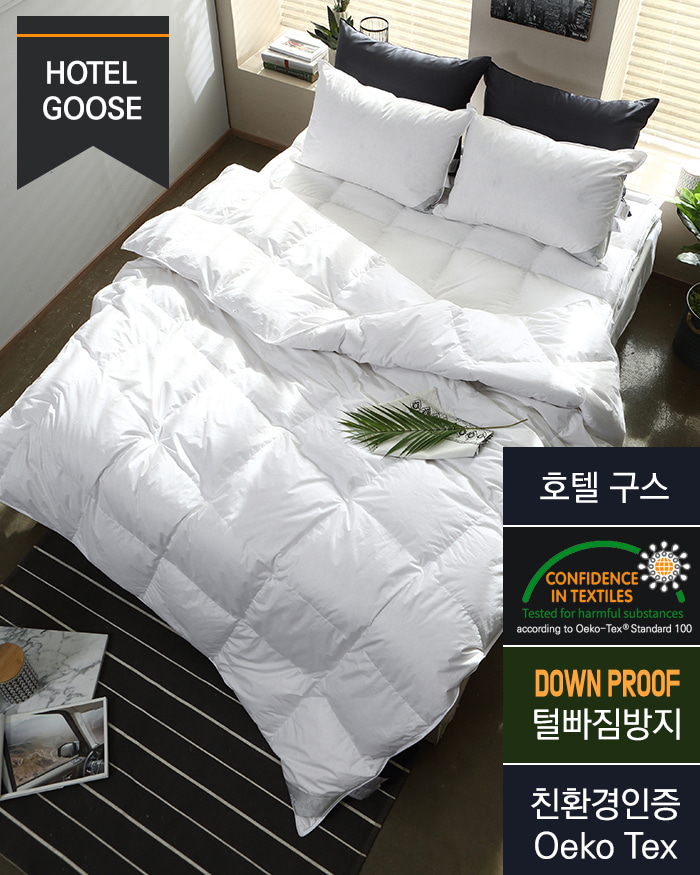 HOTEL
GOOSE
호텔 구스
CONFIDENCE
IN TEXTILES
Tested for harmful substances
according to Oeko-Tex® Standard 100
DOWN PROOF
털빠짐방지
친환경인증
Oeko Tex